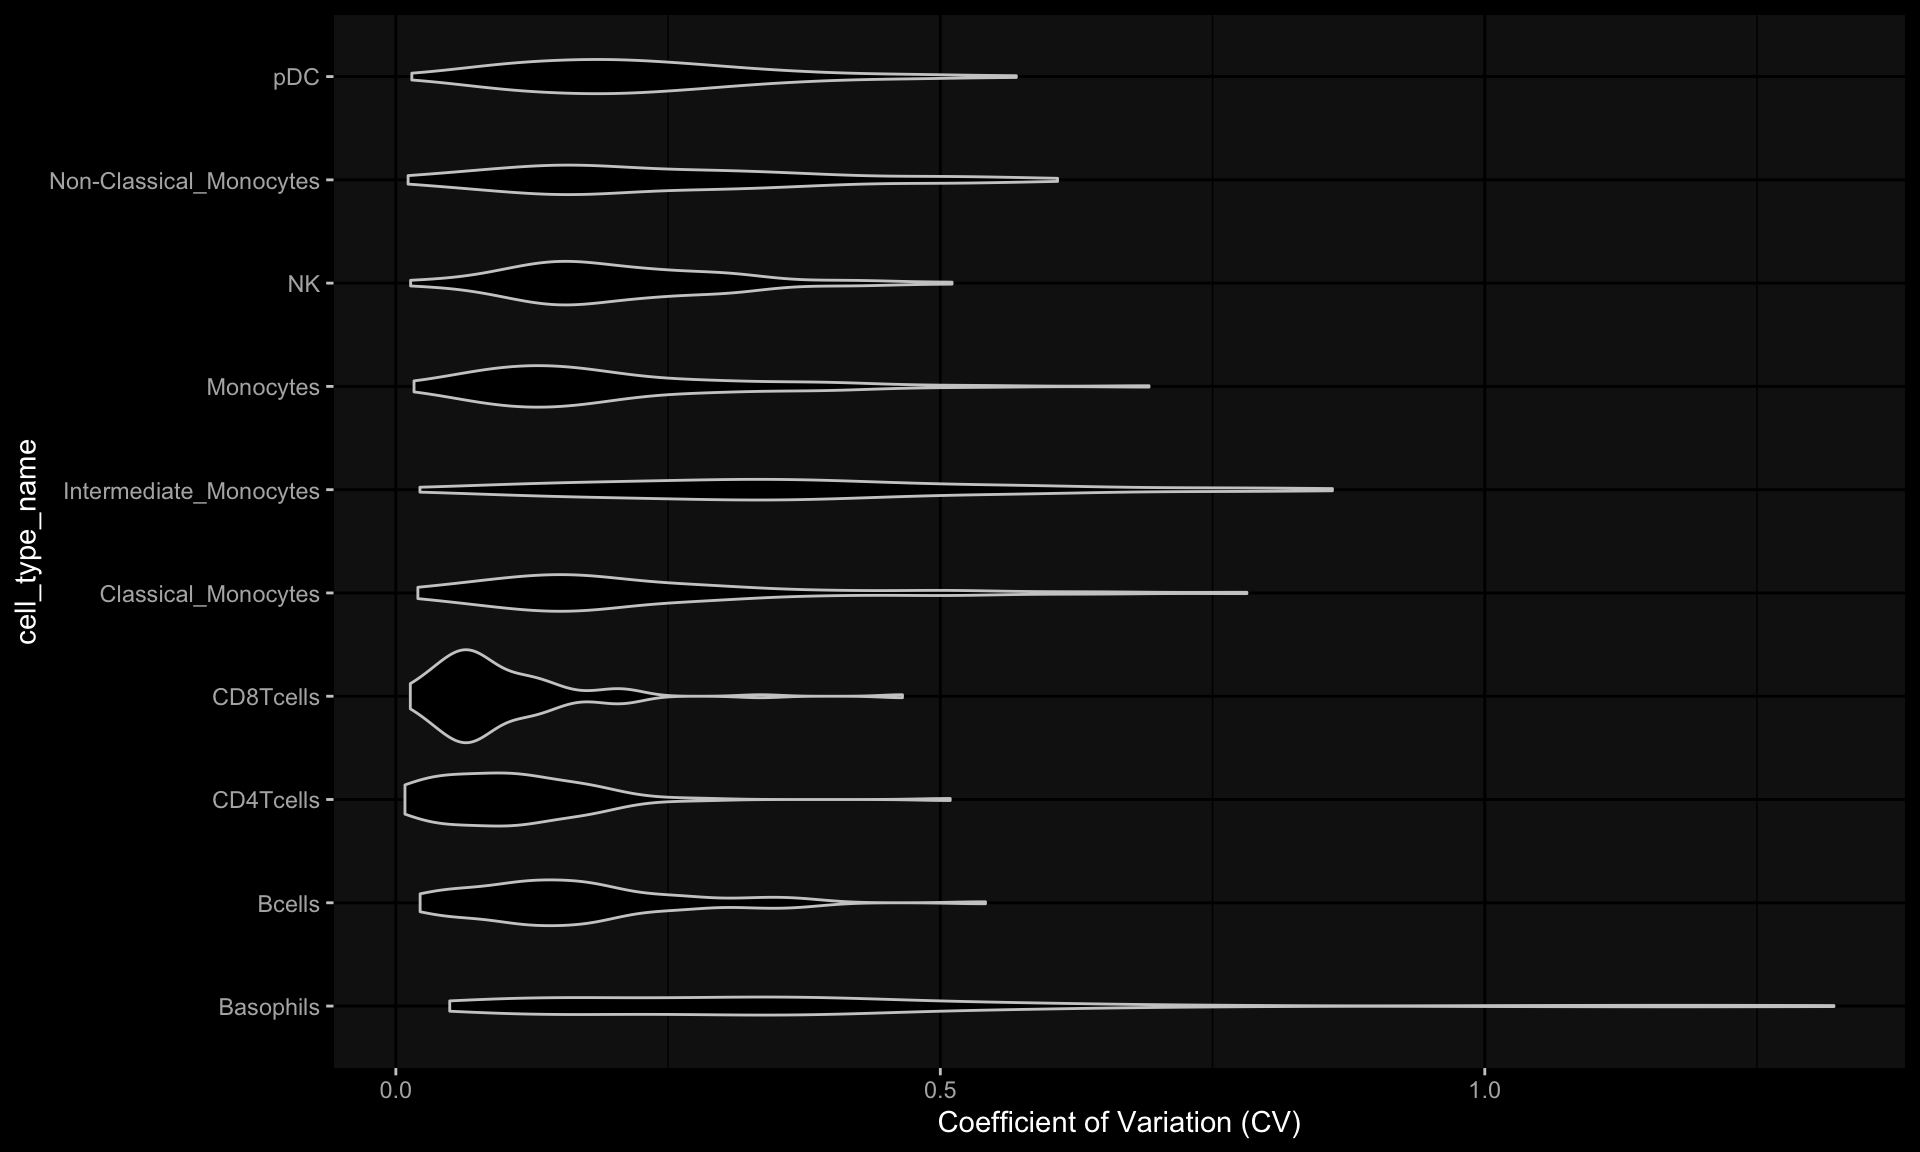 pDC
Non-Classical_Monocytes
NK
Monocytes
Intermediate_Monocytes
Classical_Monocytes
CD8Tcells
CD4Tcells
Bcells
Basophils
cell_type_name
0.0 0.5 1.0
Coefficient of Variation (CV)